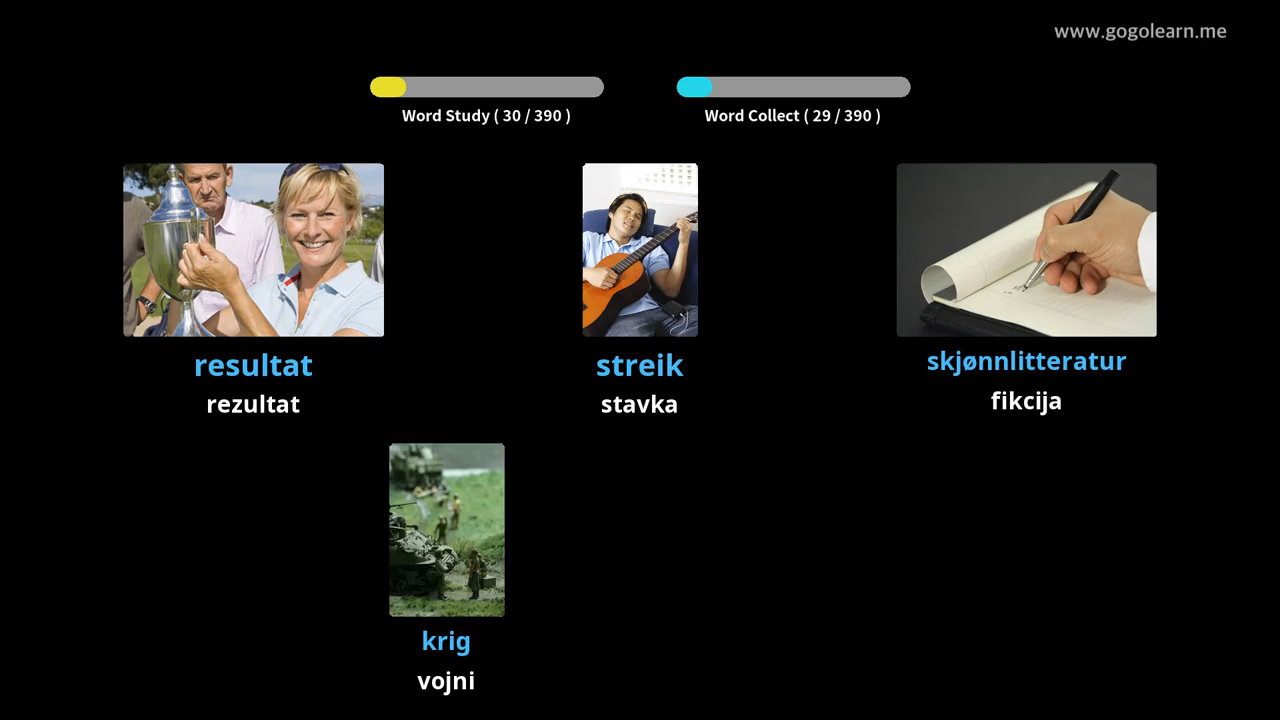 www.gogolearn.me
Word Study ( 30 / 390 )
Word Collect ( 29 / 390 )
resultat
rezultat
streik
stavka
skjønnlitteratur
fikcija
krig
vojni